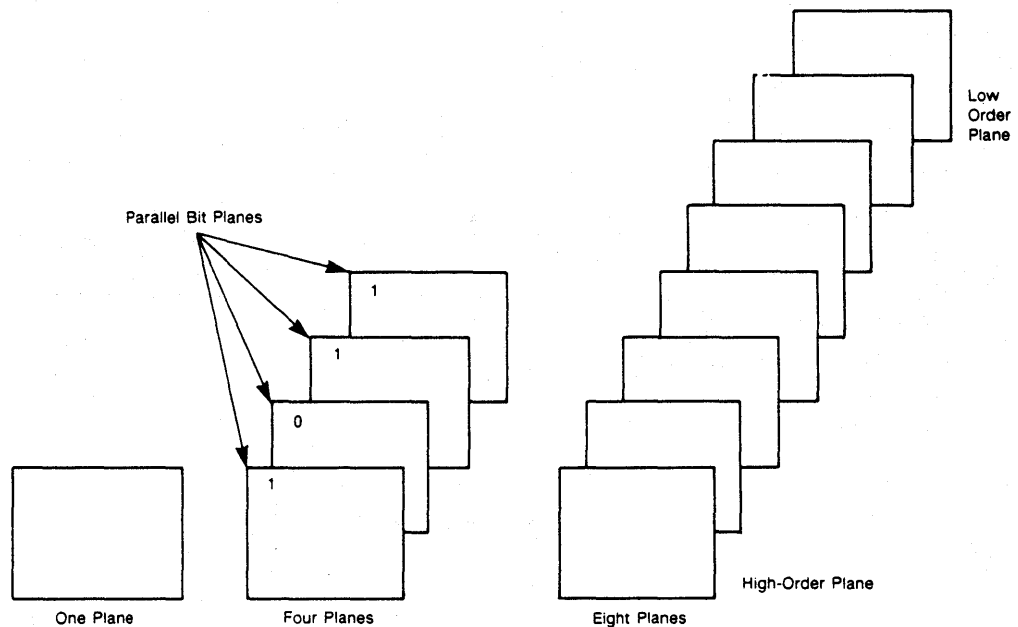 Low
Order
Plane
Parallel Bit Planes
1
1
0
1
High-Order Plane
One Plane
Four Planes
Eight Planes